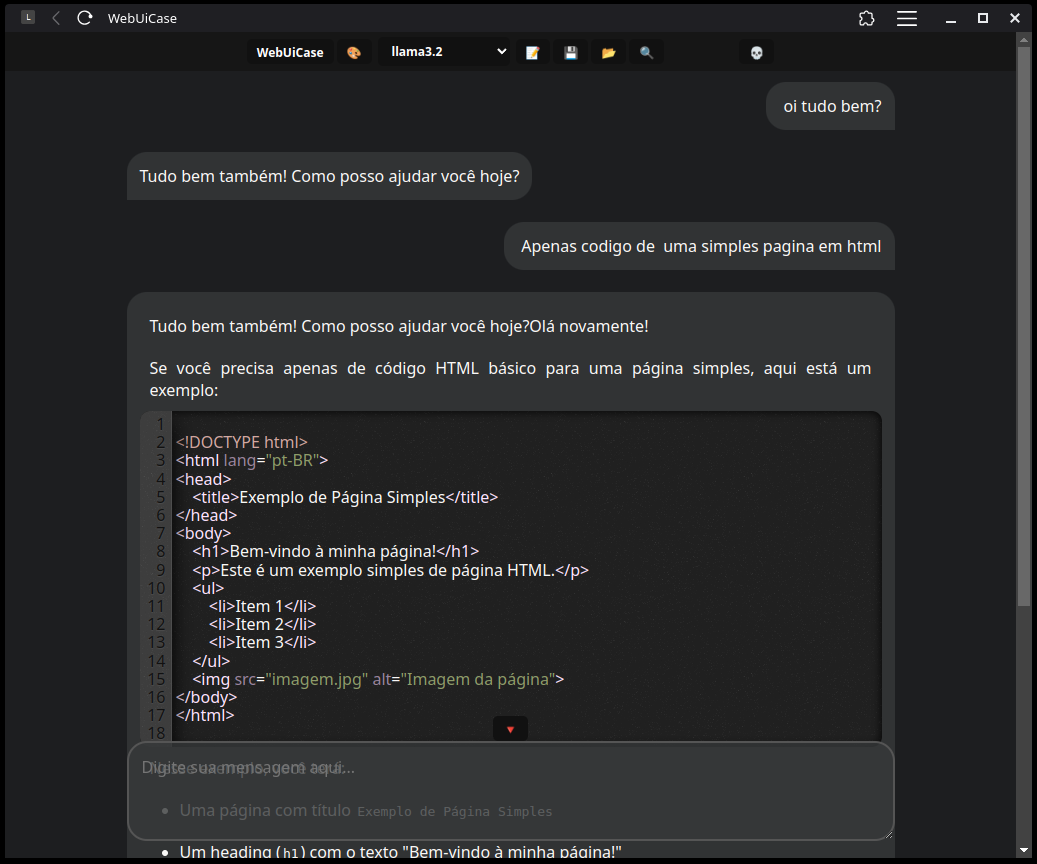 L WebUiCase
WebUiCase llama3.2
oi tudo bem?
Tudo bem também! Como posso ajudar você hoje?
Apenas codigo de  uma simples pagina em html
Tudo bem também! Como posso ajudar você hoje?Olá novamente!
Se você precisa apenas de código HTML básico para uma página simples, aqui está um
exemplo:
1
2 <!DOCTYPE html>
3 <html lang="pt-BR">
4 <head>
5     <title>Exemplo de Página Simples</title>
6 </head>
7 <body>
8     <h1>Bem-vindo à minha página!</h1>
9     <p>Este é um exemplo simples de página HTML.</p>
10     <ul>
11         <li>Item 1</li>
12         <li>Item 2</li>
13         <li>Item 3</li>
14     </ul>
15     <img src="imagem.jpg" alt="Imagem da página">
16 </body>
17 </html>
18
Digite sua mensagem aqui...
• Uma página com título Exemplo de Página Simples
• Um heading (h1) com o texto "Bem-vindo à minha página!"